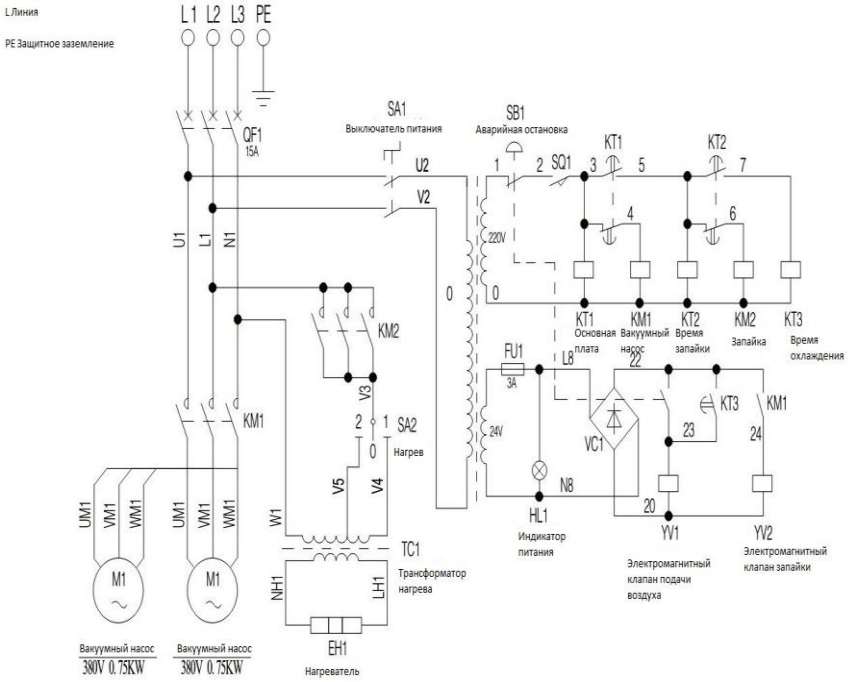 L Линия
L1 L2 L3 PE
PE Защитное заземление
QF1
15A
SA1
Выключатель питания
SB1
Аварийная остановка
U2
V2
1 2 SQ1 3 KT1 5 KT2 7
4 6
220V
0 0
U1 L1 N1
KT1 KM1 KT2 KM2 KT3
Основная плата
Вакуумный насос
Время запайки
Запайка
Время охлаждения
KM2
FU1
3A
L8
22
V3
2 1 SA2
0 Нагрев
KM1
24V
VC1
KT3
KM1
23 24
V5 V4
N8
20
HL1
Индикатор питания
YV1
Электромагнитный клапан подачи воздуха
YV2
Электромагнитный клапан запайки
UM1 VM1 WM1 UM1 VM1 WM1
W1
TC1
Трансформатор нагрева
M1 M1
~ ~
NH1 LH1
EH1
Нагреватель
Вакуумный насос Вакуумный насос
380V 0.75KW 380V 0.75KW